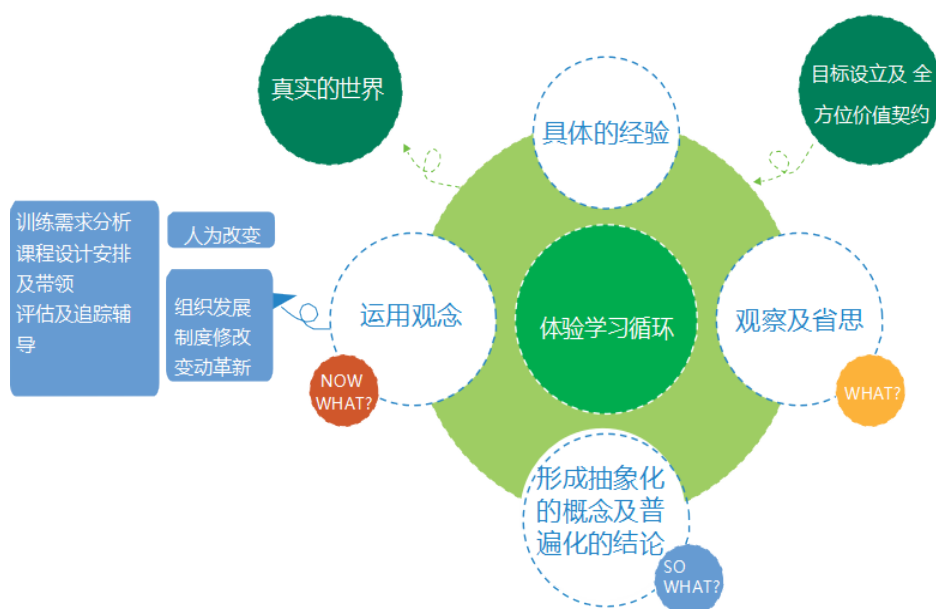 真实的世界
目标设立及 全
方位价值契约
具体的经验
训练需求分析
课程设计安排
及带领
评估及追踪辅
导
人为改变
组织发展
制度修改
变动革新
运用观念
NOW
WHAT?
体验学习循环
观察及省思
WHAT?
形成抽象化
的概念及普
遍化的结论
SO
WHAT?